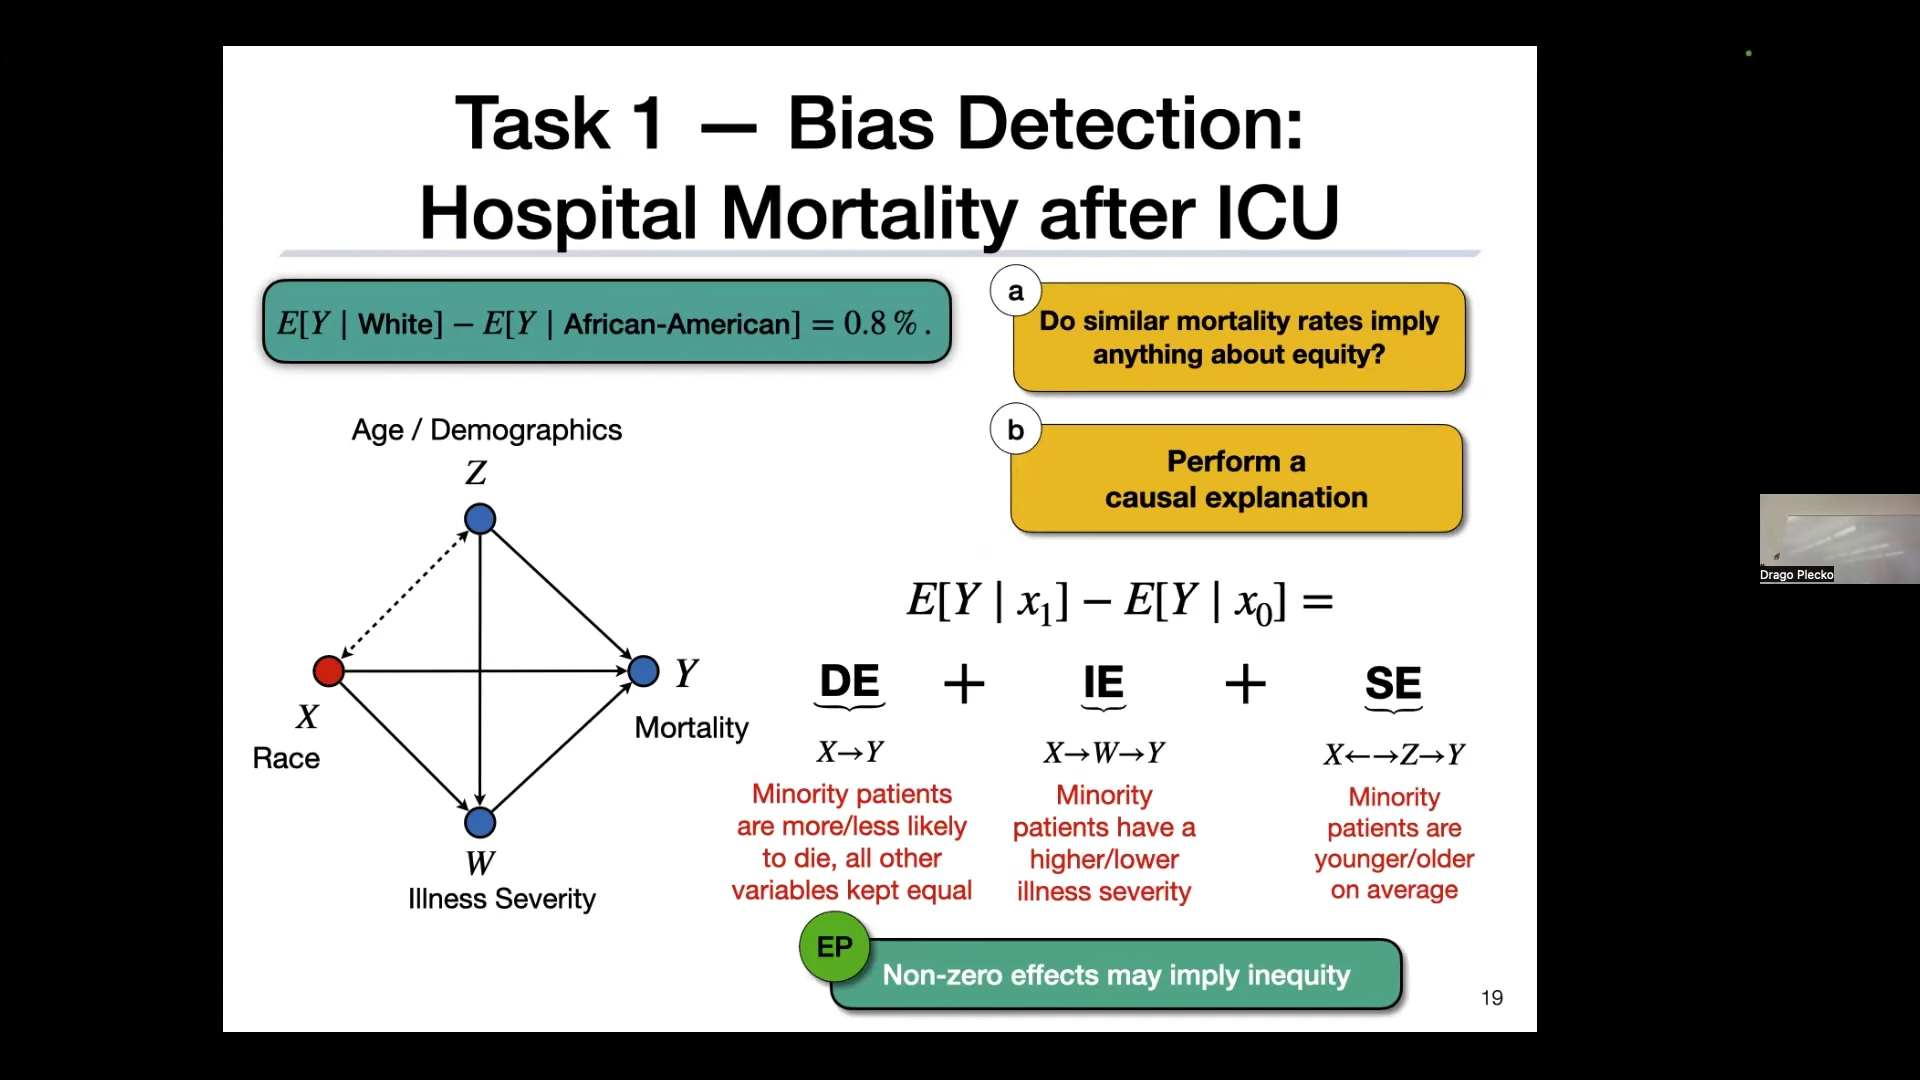 Task 1 — Bias Detection:
Hospital Mortality after ICU
E[Y | White] − E[Y | African-American] = 0.8 % .
a
Do similar mortality rates imply
anything about equity?
b
Perform a
causal explanation
Age / Demographics
Z
X
Race
Y
Mortality
W
Illness Severity
E[Y | x₁] − E[Y | x₀] =
DE + IE + SE
X→Y
X→W→Y
X←→Z→Y
Minority patients
are more/less likely
to die, all other
variables kept equal
Minority
patients have a
higher/lower
illness severity
Minority
patients are
younger/older
on average
EP
Non-zero effects may imply inequity
19
Drago Plecko